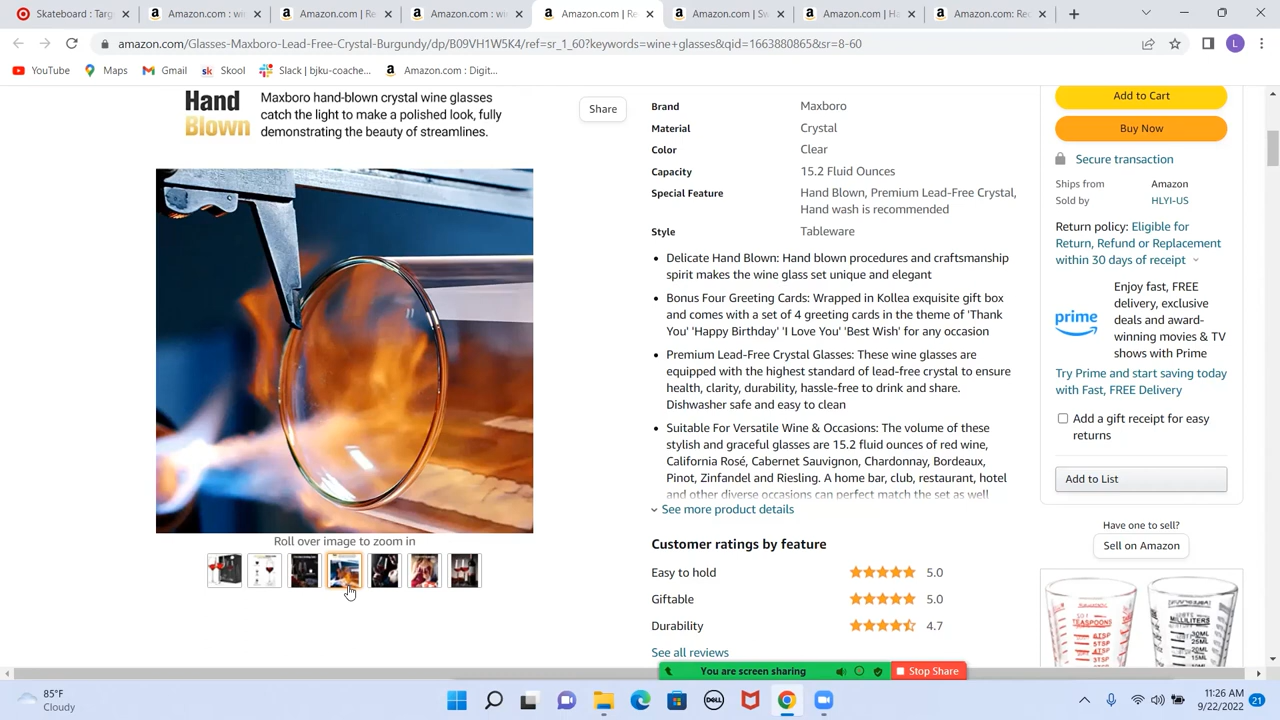 Skateboard : Targ
Amazon.com : wi
Amazon.com | Re
Amazon.com : wi
Amazon.com | Re
Amazon.com | Sw
Amazon.com | Ha
Amazon.com: Rec
amazon.com/Glasses-Maxboro-Lead-Free-Crystal-Burgundy/dp/B09VH1W5K4/ref=sr_1_60?keywords=wine+glasses&qid=1663880865&sr=8-60
L
YouTube
Maps
Gmail
sk Skool
Slack | bjku-coache...
Amazon.com : Digit...
Hand
Blown
Maxboro hand-blown crystal wine glasses
catch the light to make a polished look, fully
demonstrating the beauty of streamlines.
Share
Roll over image to zoom in
Brand Maxboro
Material Crystal
Color Clear
Capacity 15.2 Fluid Ounces
Special Feature Hand Blown, Premium Lead-Free Crystal,
Hand wash is recommended
Style Tableware
• Delicate Hand Blown: Hand blown procedures and craftsmanship
spirit makes the wine glass set unique and elegant
• Bonus Four Greeting Cards: Wrapped in Kollea exquisite gift box
and comes with a set of 4 greeting cards in the theme of 'Thank
You' 'Happy Birthday' 'I Love You' 'Best Wish' for any occasion
• Premium Lead-Free Crystal Glasses: These wine glasses are
equipped with the highest standard of lead-free crystal to ensure
health, clarity, durability, hassle-free to drink and share.
Dishwasher safe and easy to clean
• Suitable For Versatile Wine & Occasions: The volume of these
stylish and graceful glasses are 15.2 fluid ounces of red wine,
California Rosé, Cabernet Sauvignon, Chardonnay, Bordeaux,
Pinot, Zinfandel and Riesling. A home bar, club, restaurant, hotel
and other diverse occasions can perfect match the set as well
See more product details
Customer ratings by feature
Easy to hold 5.0
Giftable 5.0
Durability 4.7
See all reviews
Add to Cart
Buy Now
Secure transaction
Ships from Amazon
Sold by HLYI-US
Return policy: Eligible for
Return, Refund or Replacement
within 30 days of receipt
prime
Enjoy fast, FREE
delivery, exclusive
deals and award-
winning movies & TV
shows with Prime
Try Prime and start saving today
with Fast, FREE Delivery
Add a gift receipt for easy
returns
Add to List
Have one to sell?
Sell on Amazon
TEASPOONS
MILLILITERS
You are screen sharing
Stop Share
85°F
Cloudy
DELL
11:26 AM
9/22/2022
21